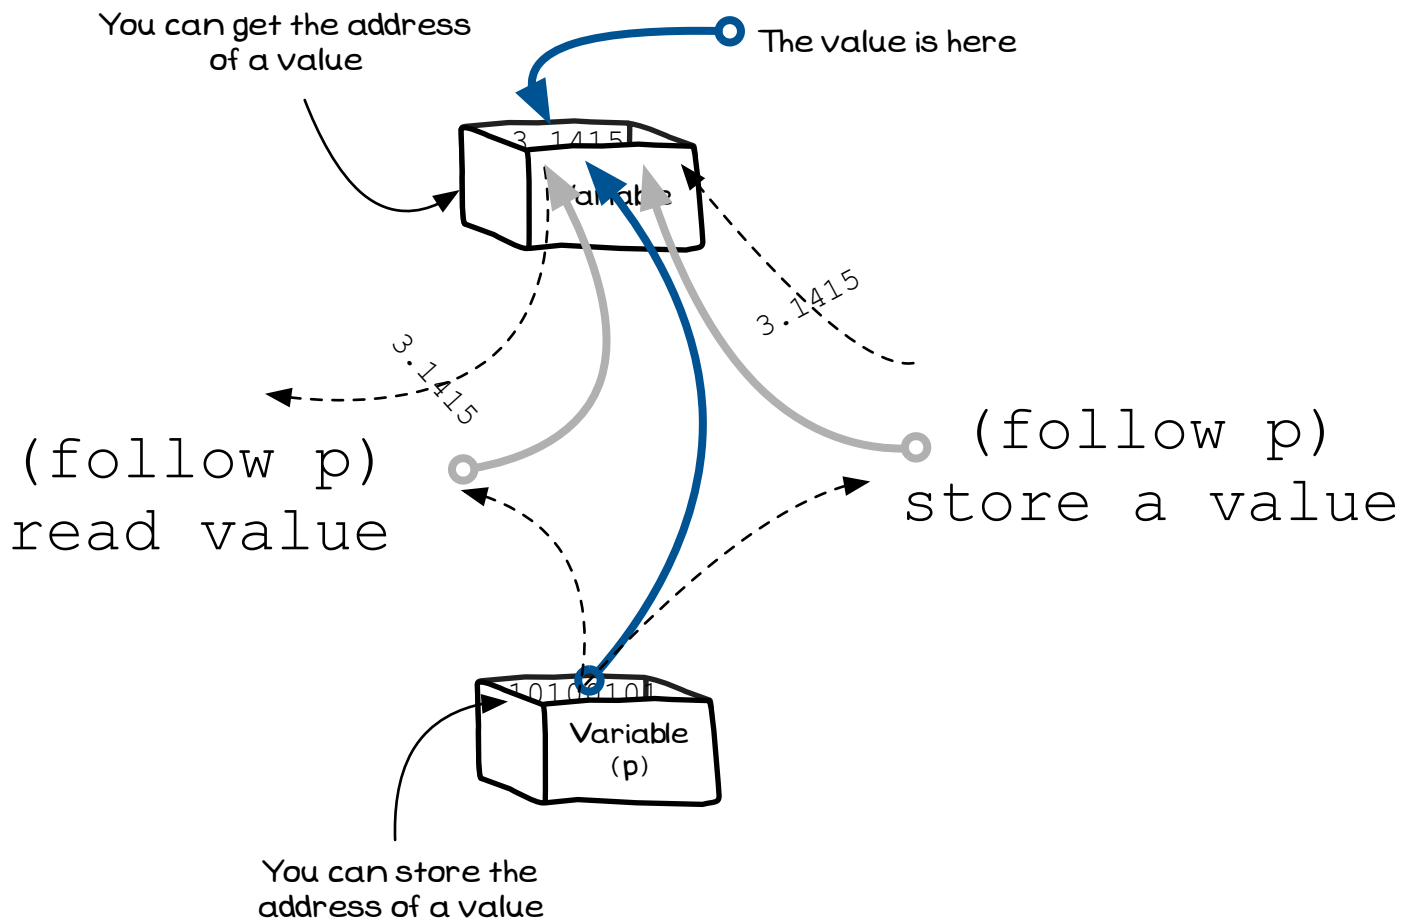 You can get the address
of a value
The value is here
3.1415
Variable
3.1415
3.1415
(follow p)
read value
(follow p)
store a value
10100101
Variable
(p)
You can store the
address of a value